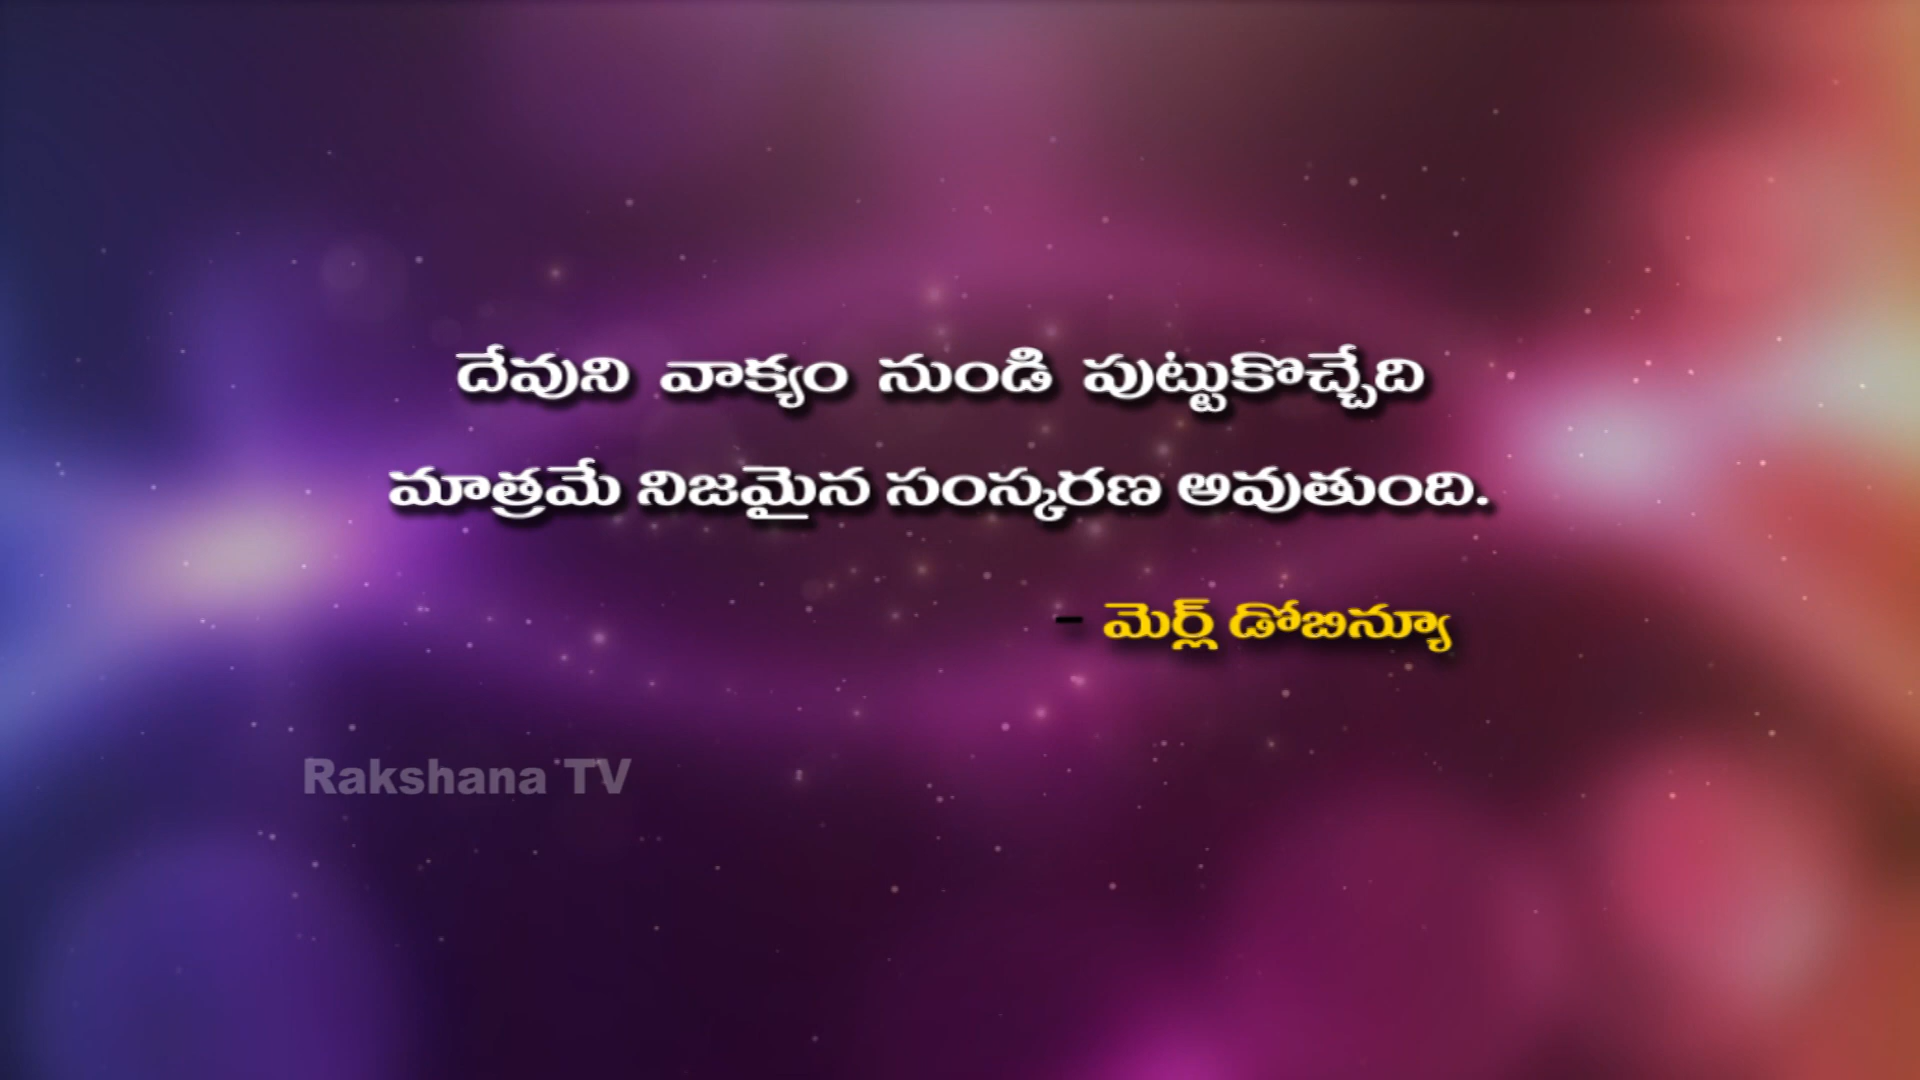 దేవుని వాక్యం నుండి పుట్టుకొచ్చేది
మాత్రమే నిజమైన సంస్కరణ అవుతుంది.
- మెర్ల్ డోబిన్యూ
Rakshana TV